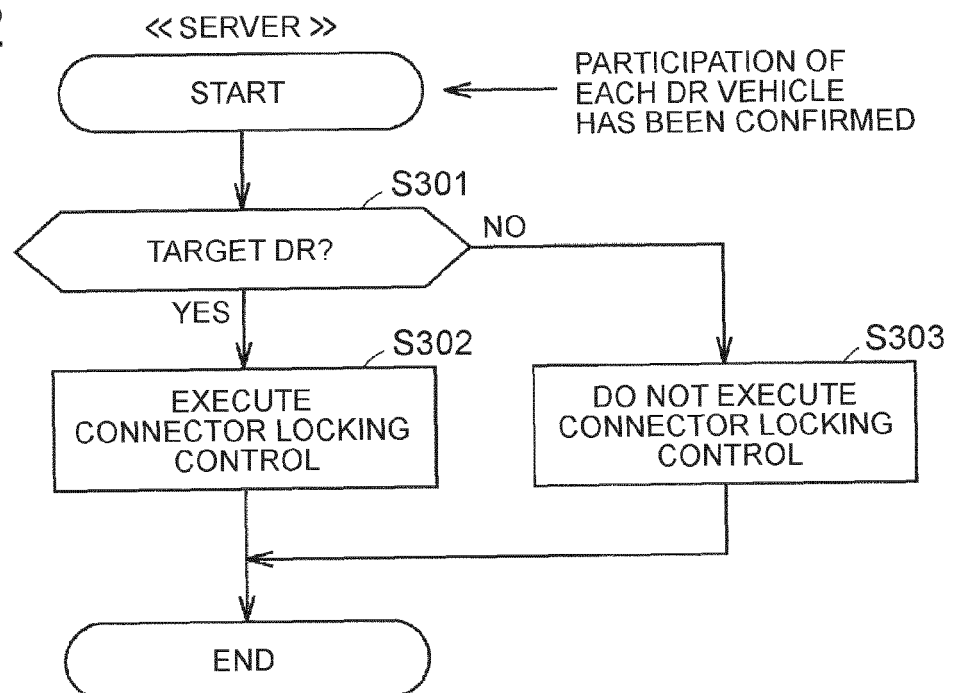 << SERVER >>
START
PARTICIPATION OF
EACH DR VEHICLE
HAS BEEN CONFIRMED
S301
TARGET DR?
NO
YES
S302
EXECUTE
CONNECTOR LOCKING
CONTROL
S303
DO NOT EXECUTE
CONNECTOR LOCKING
CONTROL
END